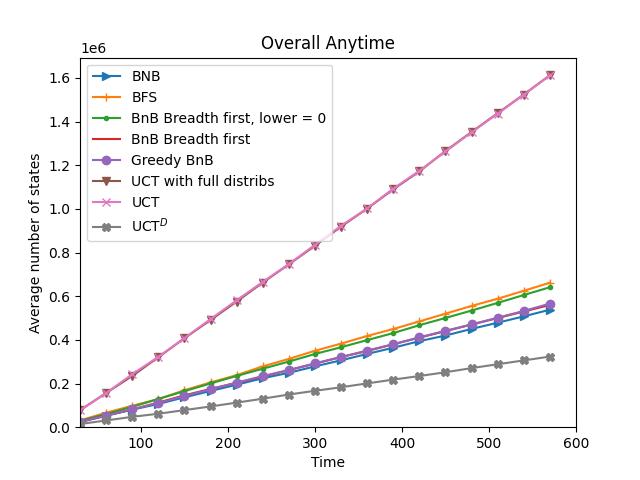 Overall Anytime
1e6
1.6
1.4
1.2
1.0
0.8
0.6
0.4
0.2
0.0
Average number of states
BNB
BFS
BnB Breadth first, lower = 0
BnB Breadth first
Greedy BnB
UCT with full distribs
UCT
UCT^D
100 200 300 400 500 600
Time